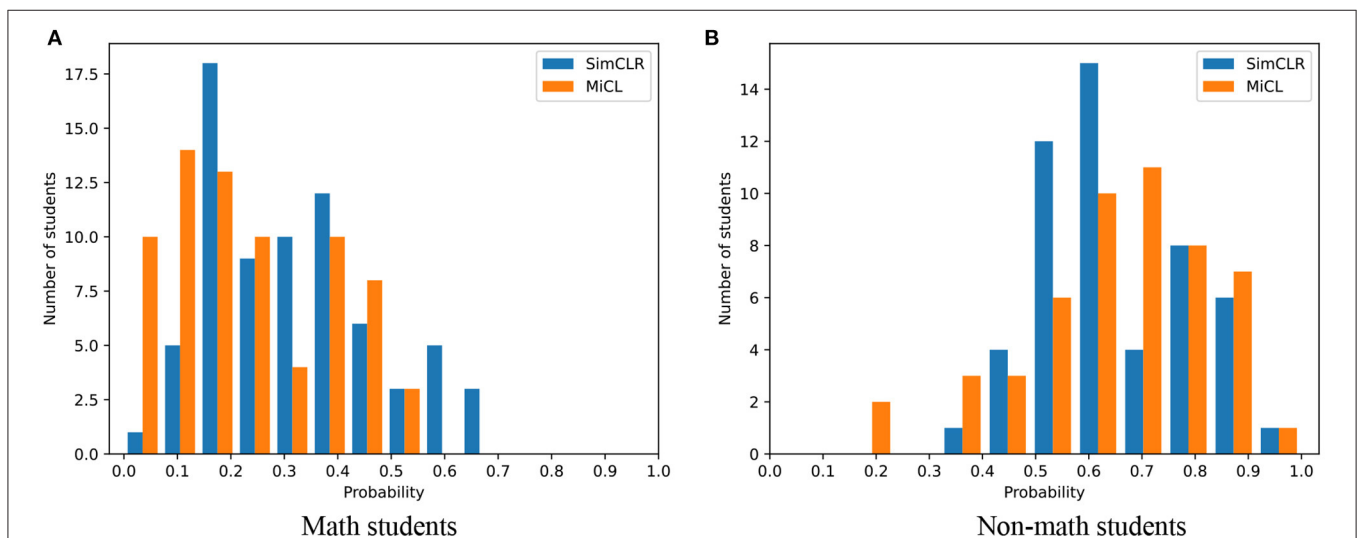 A
SimCLR
MiCL
Number of students
17.5
15.0
12.5
10.0
7.5
5.0
2.5
0.0
0.0 0.1 0.2 0.3 0.4 0.5 0.6 0.7 0.8 0.9 1.0
Probability
Math students
B
SimCLR
MiCL
Number of students
14
12
10
8
6
4
2
0
0.0 0.1 0.2 0.3 0.4 0.5 0.6 0.7 0.8 0.9 1.0
Probability
Non-math students